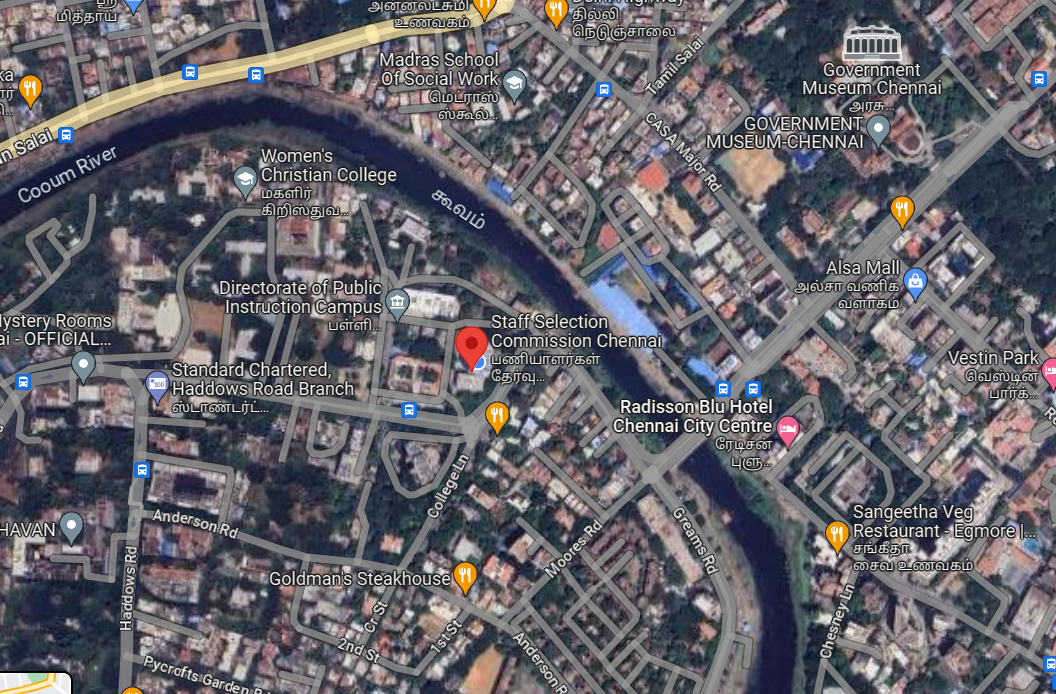 ஸ்ரீ
மித்தாய்
அன்னலட்சுமி
உணவகம்
Delhi Highway
தில்லி
நெடுஞ்சாலை
Madras School
Of Social Work
மெட்ராஸ்
ஸ்கூல்...
Tamil Salai
Government
Museum Chennai
அரசு...
GOVERNMENT
MUSEUM-CHENNAI
CASA Major Rd
Salai
Cooum River
Women's
Christian College
மகளிர்
கிறிஸ்துவ...
கூவம்
Alsa Mall
அல்சா வணிக
வளாகம்
Directorate of Public
Instruction Campus
பள்ளி...
Mystery Rooms
- OFFICIAL...
Staff Selection
Commission Chennai
பணியாளர்கள்
தேர்வு...
Vestin Park
வெஸ்டின்
பார்க்...
Standard Chartered,
Haddows Road Branch
ஸ்டாண்டர்ட்...
Radisson Blu Hotel
Chennai City Centre
ரேடிசன்
புளு...
College Ln
Sangeetha Veg
Restaurant - Egmore |...
சங்கீதா
சைவ உணவகம்
HAVAN
Anderson Rd
Moores Rd
Greams Rd
Haddows Rd
Goldman's Steakhouse
Cr St
1st St
2nd St
Chesney Ln
Anderson R
Pycrofts Garden Rd